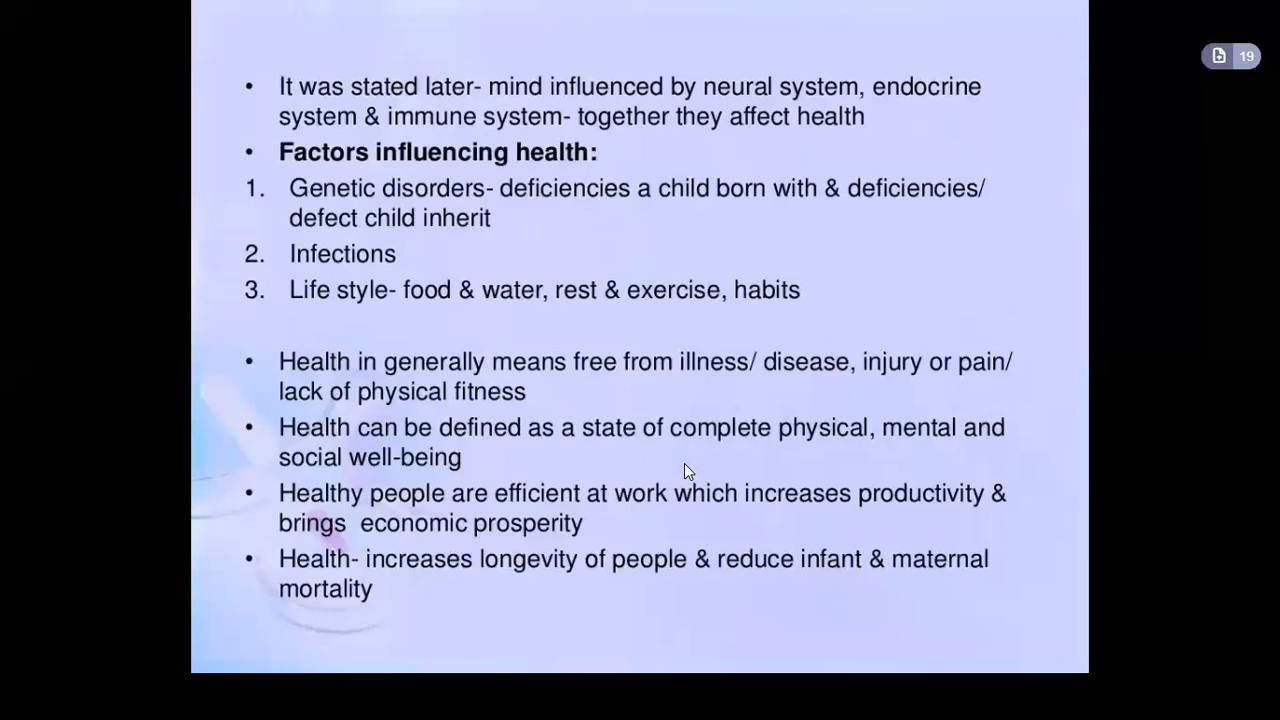 • It was stated later- mind influenced by neural system, endocrine
system & immune system- together they affect health
• Factors influencing health:
1. Genetic disorders- deficiencies a child born with & deficiencies/
defect child inherit
2. Infections
3. Life style- food & water, rest & exercise, habits
• Health in generally means free from illness/ disease, injury or pain/
lack of physical fitness
• Health can be defined as a state of complete physical, mental and
social well-being
• Healthy people are efficient at work which increases productivity &
brings economic prosperity
• Health- increases longevity of people & reduce infant & maternal
mortality
19